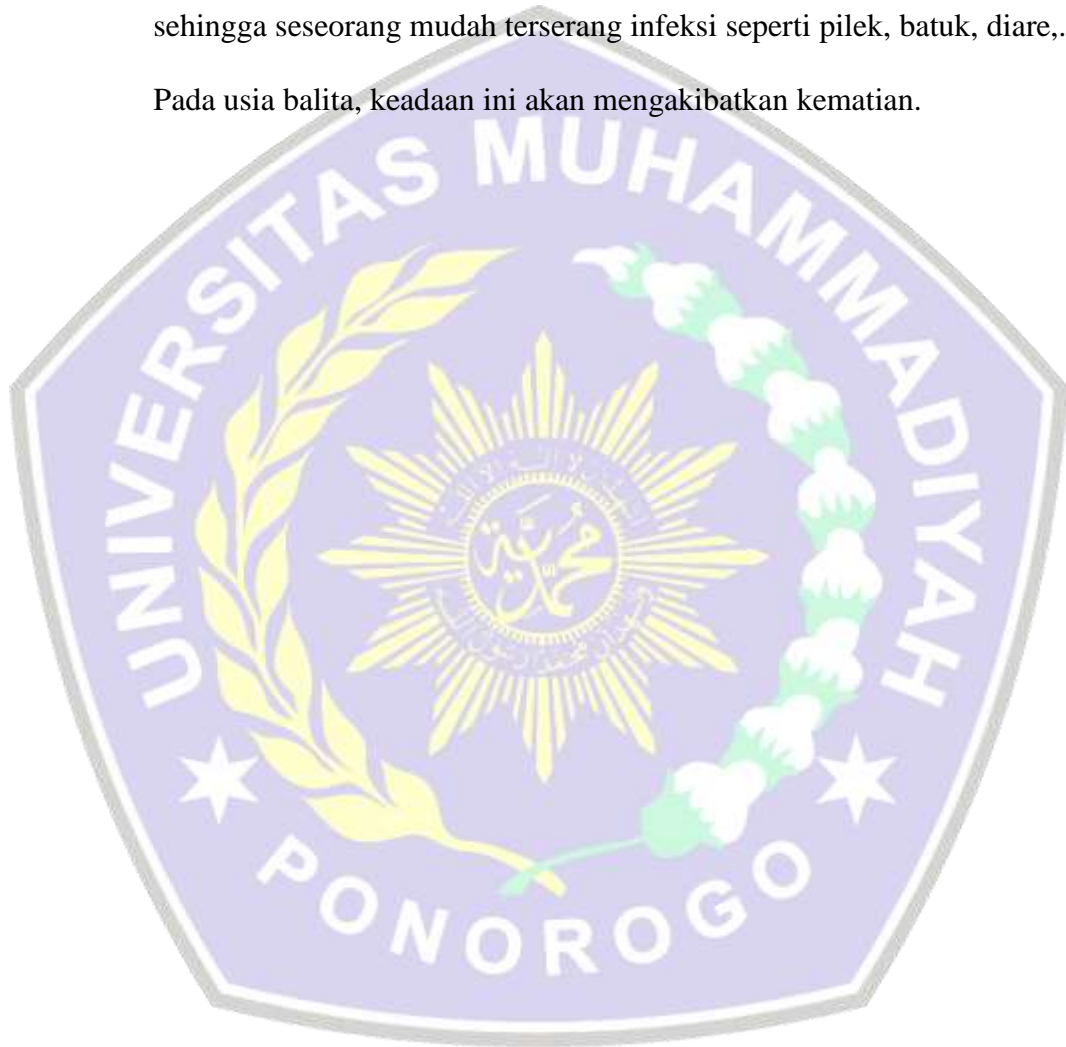 sehingga seseorang mudah terserang infeksi seperti pilek, batuk, diare,.
Pada usia balita, keadaan ini akan mengakibatkan kematian.
UNIVERSITAS MUHAMMADIYAH
محمدية
PONOROGO